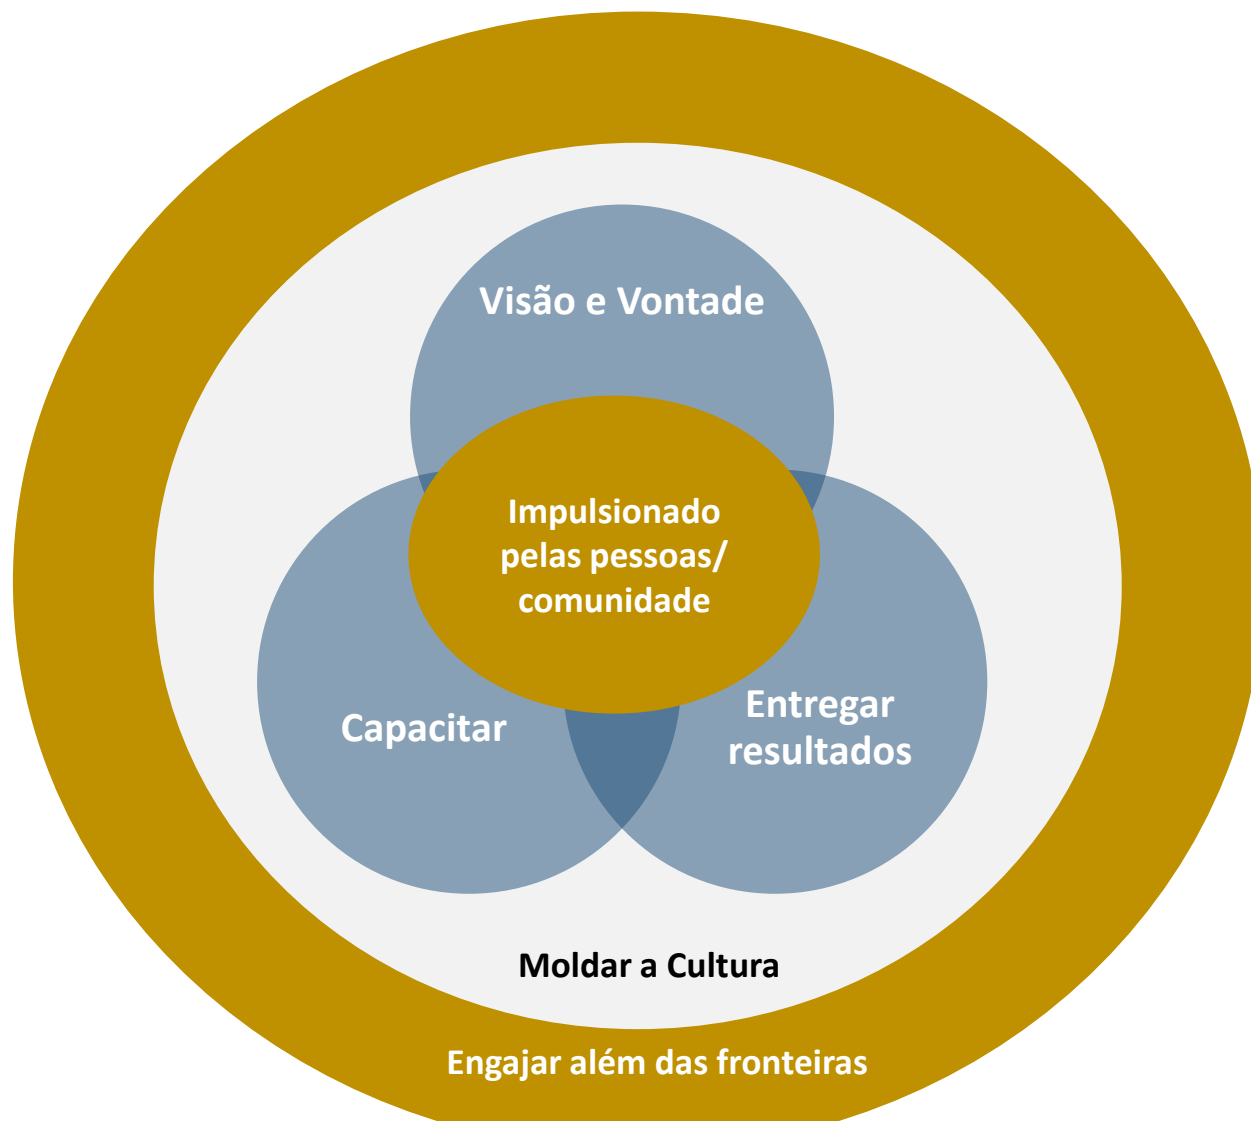 Visão e Vontade
Impulsionado
pelas pessoas/
comunidade
Capacitar
Entregar
resultados
Moldar a Cultura
Engajar além das fronteiras